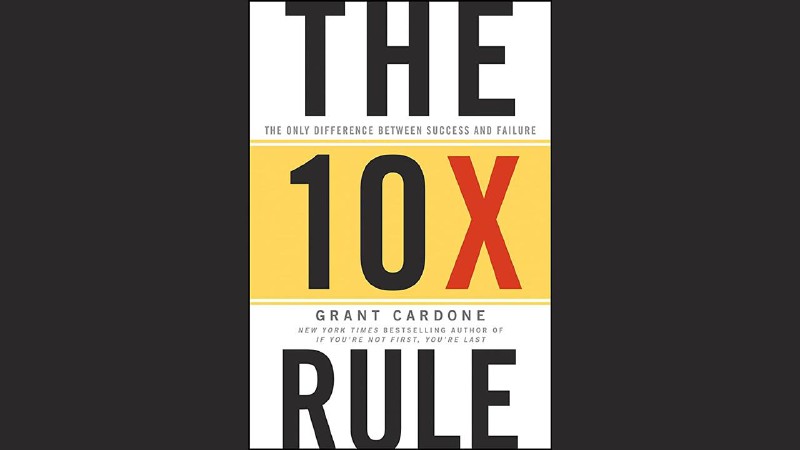 THE
THE ONLY DIFFERENCE BETWEEN SUCCESS AND FAILURE
10X
GRANT CARDONE
NEW YORK TIMES BESTSELLING AUTHOR OF
IF YOU'RE NOT FIRST, YOU'RE LAST
RULE